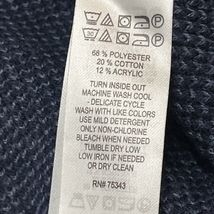 68 % POLYESTER
20 % COTTON
12 % ACRYLIC
TURN INSIDE OUT
MACHINE WASH COOL
- DELICATE CYCLE
WASH WITH LIKE COLORS
USE MILD DETERGENT
ONLY NON-CHLORINE
BLEACH WHEN NEEDED
TUMBLE DRY LOW
LOW IRON IF NEEDED
OR DRY CLEAN
RN# 75343